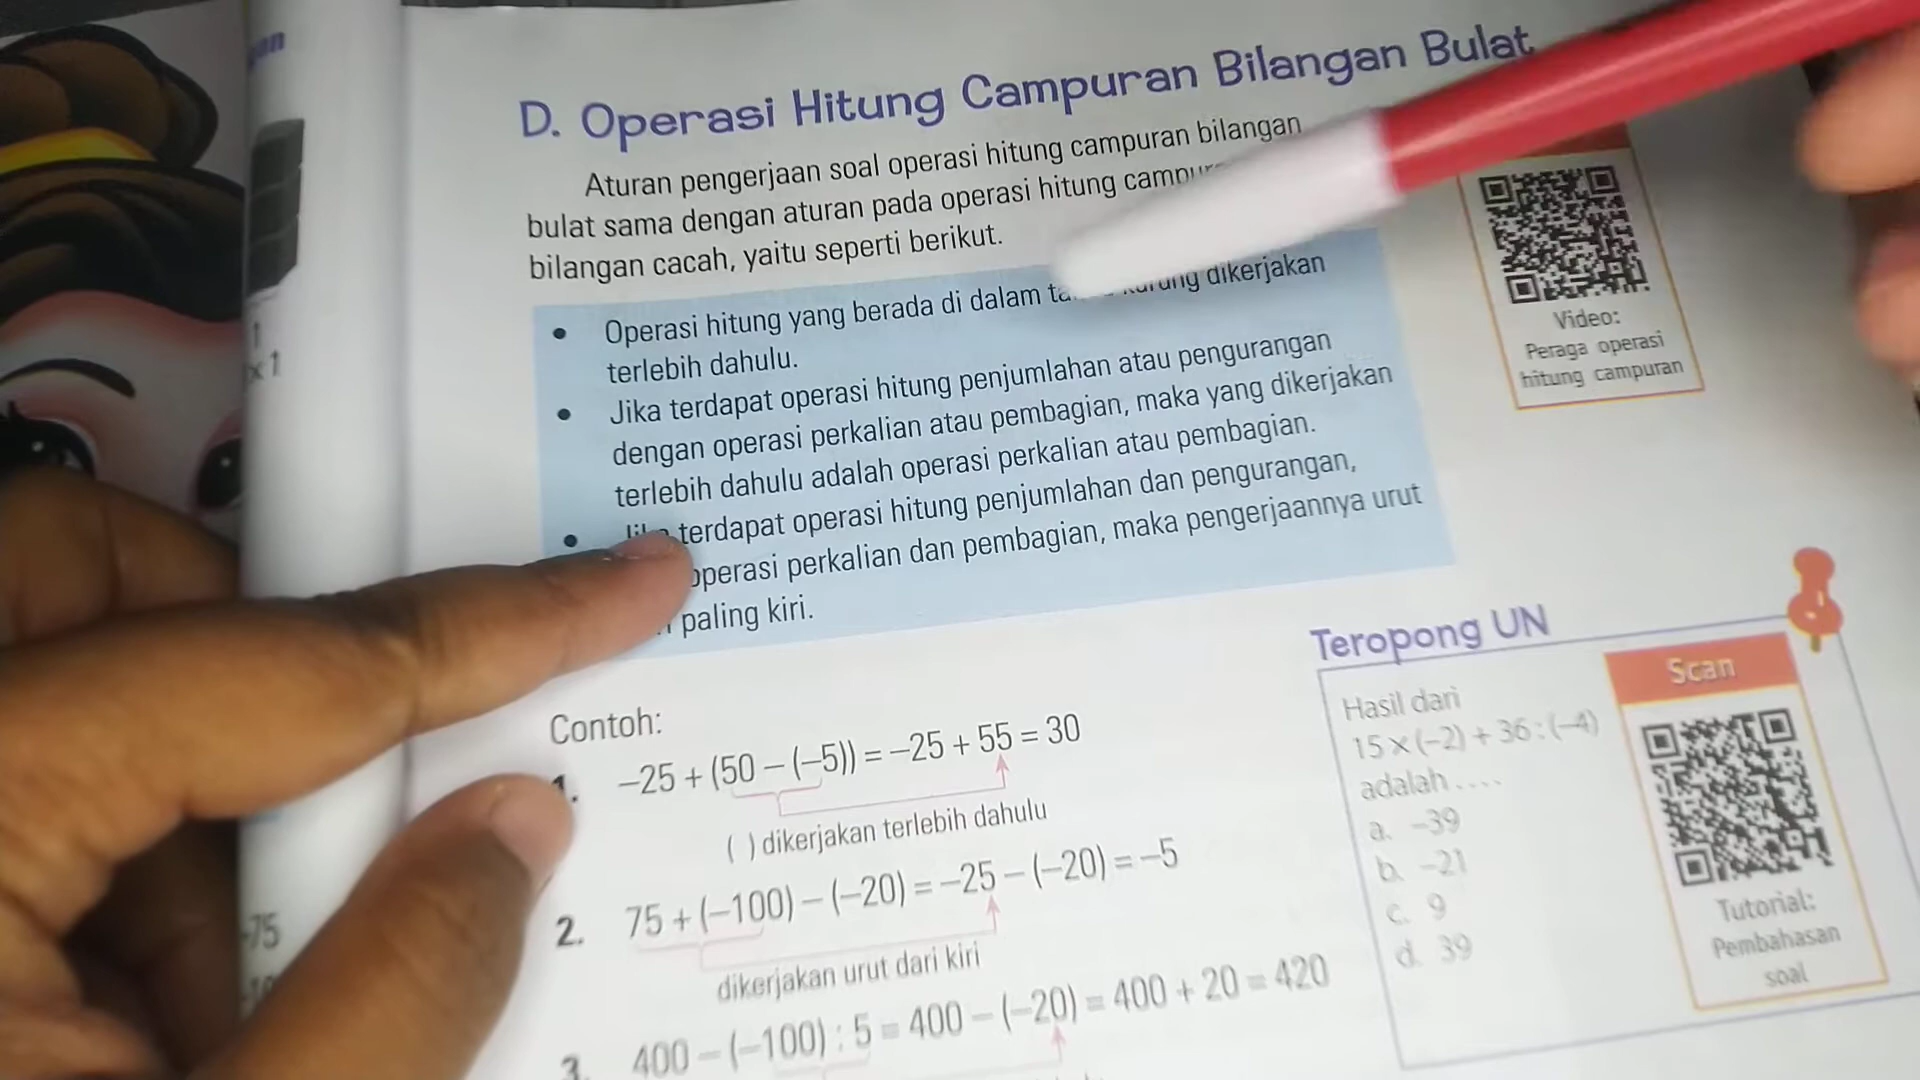 D. Operasi Hitung Campuran Bilangan Bulat
Aturan pengerjaan soal operasi hitung campuran bilangan
bulat sama dengan aturan pada operasi hitung
bilangan cacah, yaitu seperti berikut.
• Operasi hitung yang berada di dalam kurung dikerjakan
terlebih dahulu.
• Jika terdapat operasi hitung penjumlahan atau pengurangan
dengan operasi perkalian atau pembagian, maka yang dikerjakan
terlebih dahulu adalah operasi perkalian atau pembagian.
• Jika terdapat operasi hitung penjumlahan dan pengurangan,
operasi perkalian dan pembagian, maka pengerjaannya urut
paling kiri.
Video:
Peraga operasi
hitung campuran
Contoh:
1. –25 + (50 – (–5)) = –25 + 55 = 30
( ) dikerjakan terlebih dahulu
2. 75 + (–100) – (–20) = –25 – (–20) = –5
dikerjakan urut dari kiri
3. 400 – (–100) : 5 = 400 – (–20) = 400 + 20 = 420
Teropong UN
Hasil dari
15 × (–2) + 36 : (–4)
adalah . . . .
a. –39
b. –21
c. 9
d. 39
Scan
Tutorial:
Pembahasan
soal
×1
75